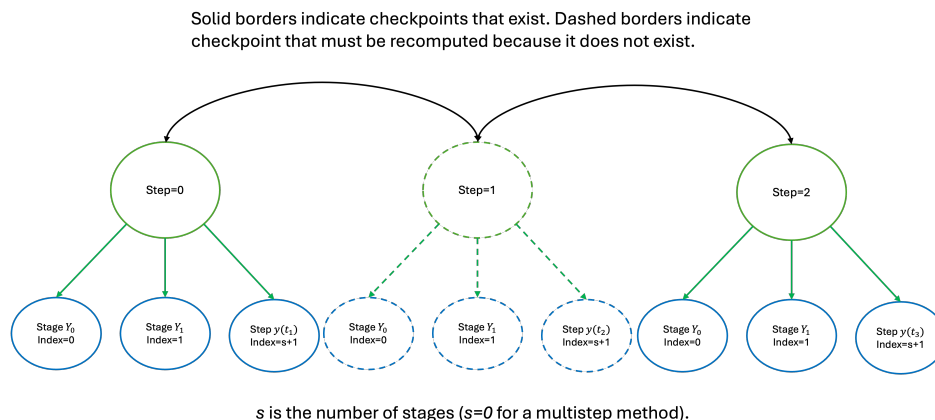 Solid borders indicate checkpoints that exist. Dashed borders indicate
checkpoint that must be recomputed because it does not exist.
Step=0
Step=1
Step=2
Stage Y₀
Index=0
Stage Y₁
Index=1
Step y(t₁)
Index=s+1
Stage Y₀
Index=0
Stage Y₁
Index=1
Step y(t₂)
Index=s+1
Stage Y₀
Index=0
Stage Y₁
Index=1
Step y(t₃)
Index=s+1
s is the number of stages (s=0 for a multistep method).